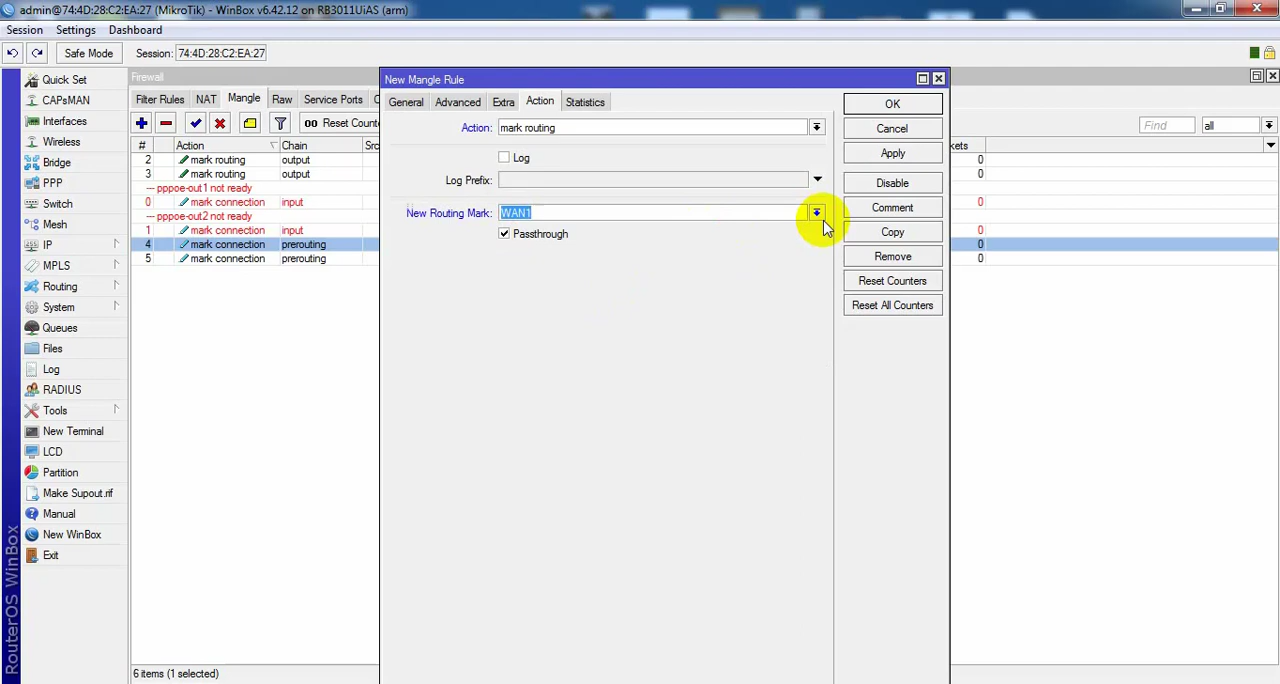 admin@74:4D:28:C2:EA:27 (MikroTik) - WinBox v6.42.12 on RB3011UiAS (arm)
Session Settings Dashboard
Safe Mode Session: 74:4D:28:C2:EA:27
Quick Set
CAPsMAN
Interfaces
Wireless
Bridge
PPP
Switch
Mesh
IP
MPLS
Routing
System
Queues
Files
Log
RADIUS
Tools
New Terminal
LCD
Partition
Make Supout.rif
Manual
New WinBox
Exit
RouterOS WinBox
Firewall
Filter Rules NAT Mangle Raw Service Ports
00 Reset Find all
# Action Chain
2 mark routing output 0
3 mark routing output 0
--- pppoe-out1 not ready
0 mark connection input 0
--- pppoe-out2 not ready
1 mark connection input 0
4 mark connection prerouting 0
5 mark connection prerouting 0
6 items (1 selected)
New Mangle Rule
General Advanced Extra Action Statistics
Action: mark routing
Log
Log Prefix:
New Routing Mark: WAN1
Passthrough
OK
Cancel
Apply
Disable
Comment
Copy
Remove
Reset Counters
Reset All Counters